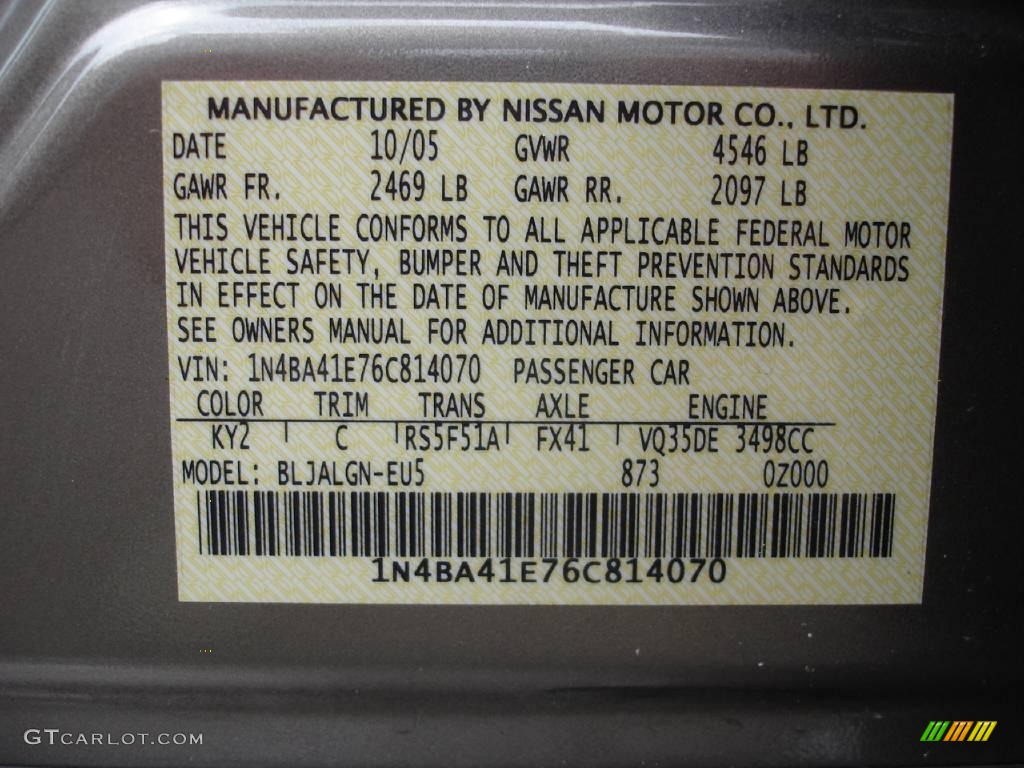 MANUFACTURED BY NISSAN MOTOR CO., LTD.
DATE 10/05 GVWR 4546 LB
GAWR FR. 2469 LB GAWR RR. 2097 LB
THIS VEHICLE CONFORMS TO ALL APPLICABLE FEDERAL MOTOR
VEHICLE SAFETY, BUMPER AND THEFT PREVENTION STANDARDS
IN EFFECT ON THE DATE OF MANUFACTURE SHOWN ABOVE.
SEE OWNERS MANUAL FOR ADDITIONAL INFORMATION.
VIN: 1N4BA41E76C814070 PASSENGER CAR
COLOR TRIM TRANS AXLE ENGINE
KY2 C RS5F51A FX41 VQ35DE 3498CC
MODEL: BLJALGN-EU5 873 0Z000
1N4BA41E76C814070
GTCARLOT.COM